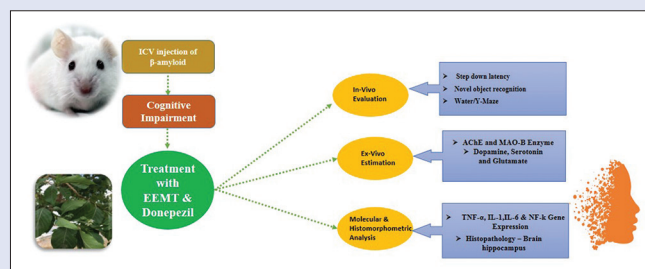 ICV injection of
β-amyloid
Cognitive
Impairment
Treatment
with
EEMT &
Donepezil
In-Vivo
Evaluation
➢ Step down latency
➢ Novel object recognition
➢ Water/Y-Maze
Ex-Vivo
Estimation
➢ AChE and MAO-B Enzyme
➢ Dopamine, Serotonin
and Glutamate
Molecular &
Histomorphometric
Analysis
➢ TNF-α, IL-1,IL-6 & NF-k Gene
Expression
➢ Histopathology – Brain
hippocampus